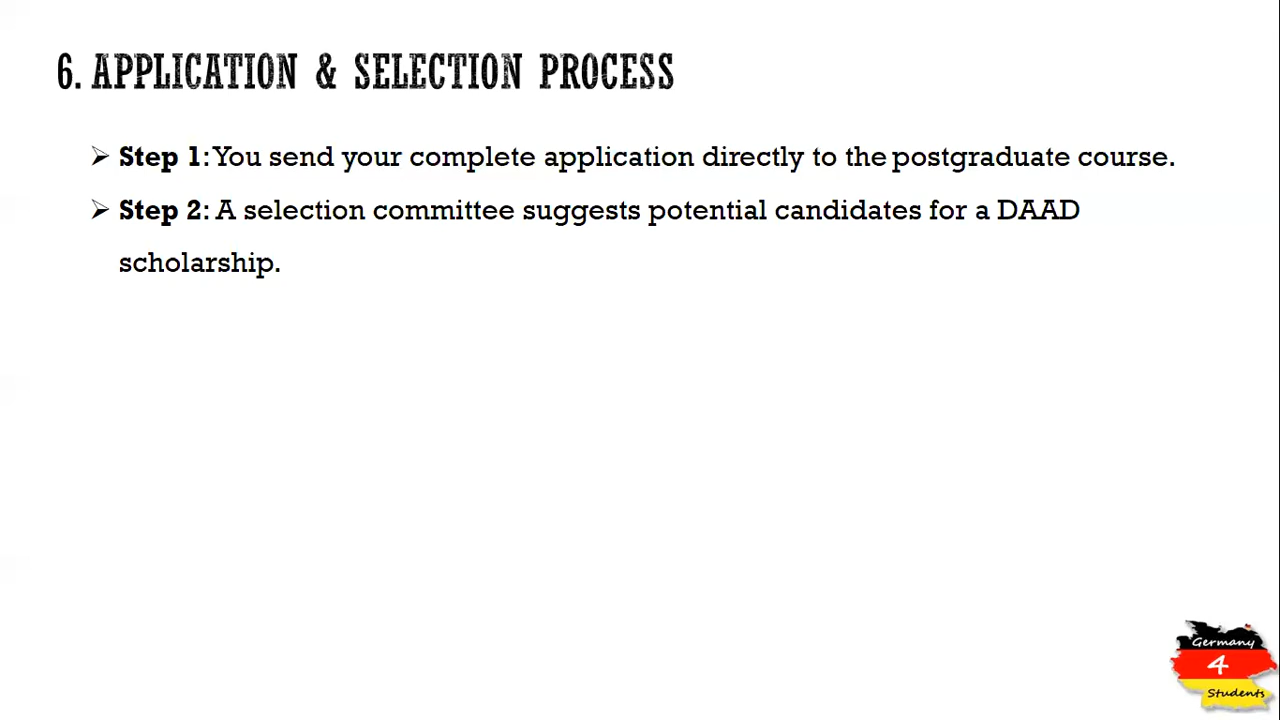 6. APPLICATION & SELECTION PROCESS
➢ Step 1: You send your complete application directly to the postgraduate course.
➢ Step 2: A selection committee suggests potential candidates for a DAAD
scholarship.
Germany
4
Students